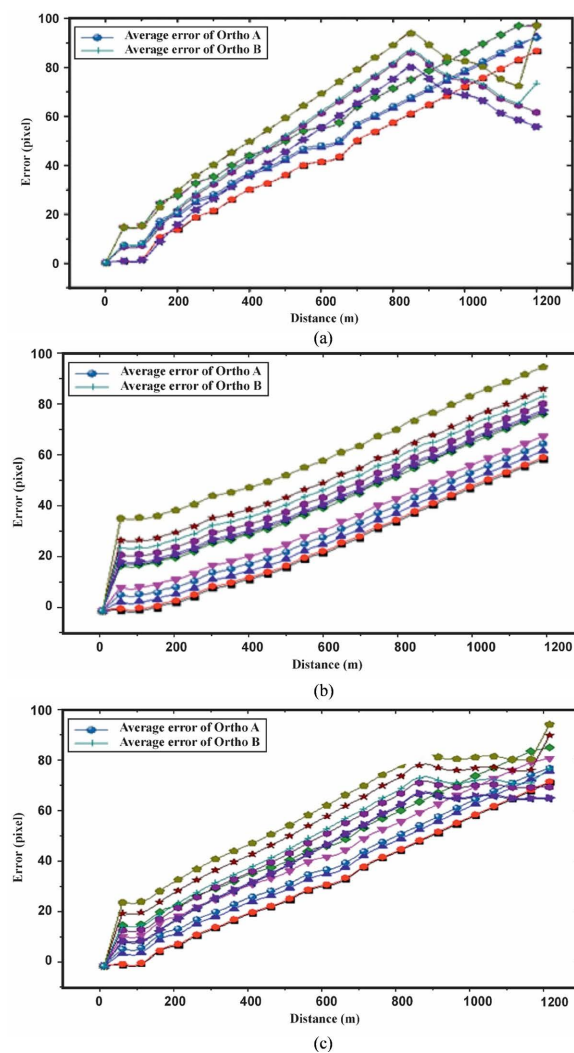 100
Average error of Ortho A
Average error of Ortho B
80
60
40
20
0
Error (pixel)
0 200 400 600 800 1000 1200
Distance (m)
(a)
100
Average error of Ortho A
Average error of Ortho B
80
60
40
20
0
Error (pixel)
0 200 400 600 800 1000 1200
Distance (m)
(b)
100
Average error of Ortho A
Average error of Ortho B
80
60
40
20
0
Error (pixel)
0 200 400 600 800 1000 1200
Distance (m)
(c)